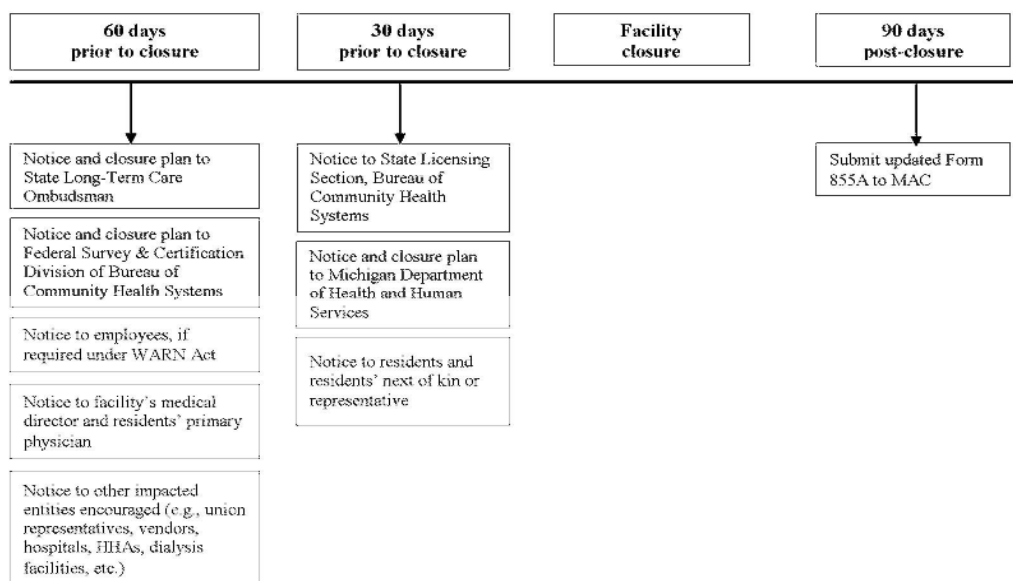 60 days
prior to closure
30 days
prior to closure
Facility
closure
90 days
post-closure
Notice and closure plan to
State Long-Term Care
Ombudsman
Notice and closure plan to
Federal Survey & Certification
Division of Bureau of
Community Health Systems
Notice to employees, if
required under WARN Act
Notice to facility's medical
director and residents' primary
physician
Notice to other impacted
entities encouraged (e.g., union
representatives, vendors,
hospitals, HHAs, dialysis
facilities, etc.)
Notice to State Licensing
Section, Bureau of
Community Health
Systems
Notice and closure plan
to Michigan Department
of Health and Human
Services
Notice to residents and
residents' next of kin or
representative
Submit updated Form
855A to MAC